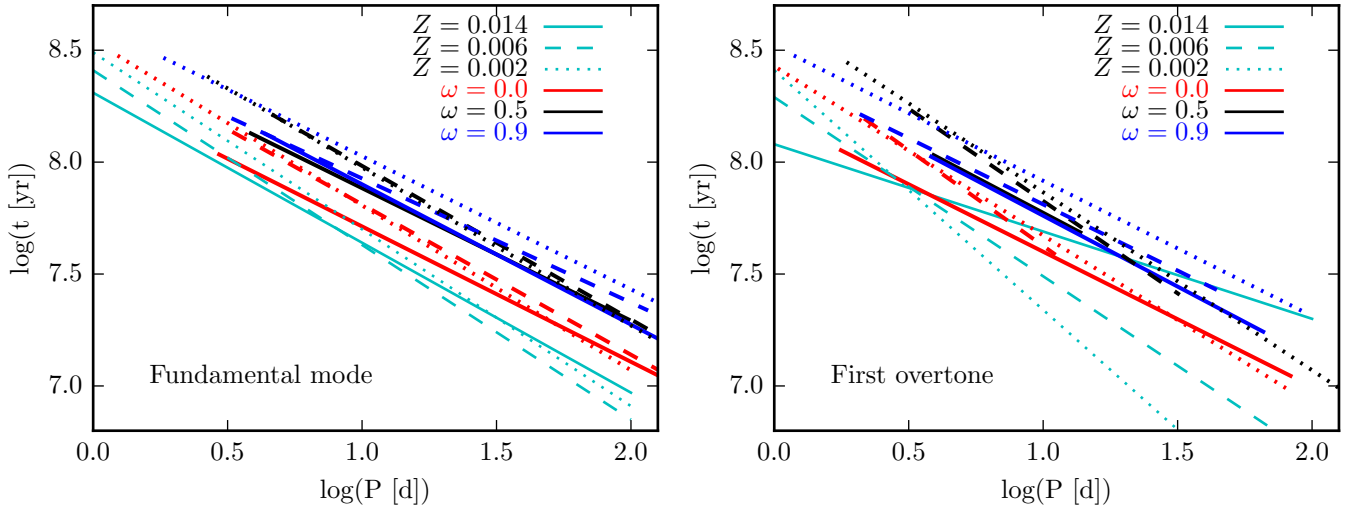 log(t [yr])
8.5
8.0
7.5
7.0
Z = 0.014
Z = 0.006
Z = 0.002
ω = 0.0
ω = 0.5
ω = 0.9
Fundamental mode
0.0 0.5 1.0 1.5 2.0
log(P [d])
log(t [yr])
8.5
8.0
7.5
7.0
Z = 0.014
Z = 0.006
Z = 0.002
ω = 0.0
ω = 0.5
ω = 0.9
First overtone
0.0 0.5 1.0 1.5 2.0
log(P [d])